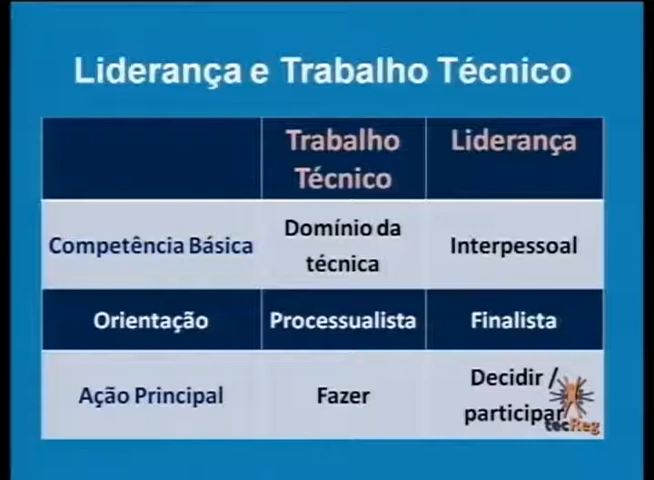 Liderança e Trabalho Técnico
Trabalho
Técnico
Liderança
Competência Básica
Domínio da
técnica
Interpessoal
Orientação
Processualista
Finalista
Ação Principal
Fazer
Decidir /
participar
tecReg